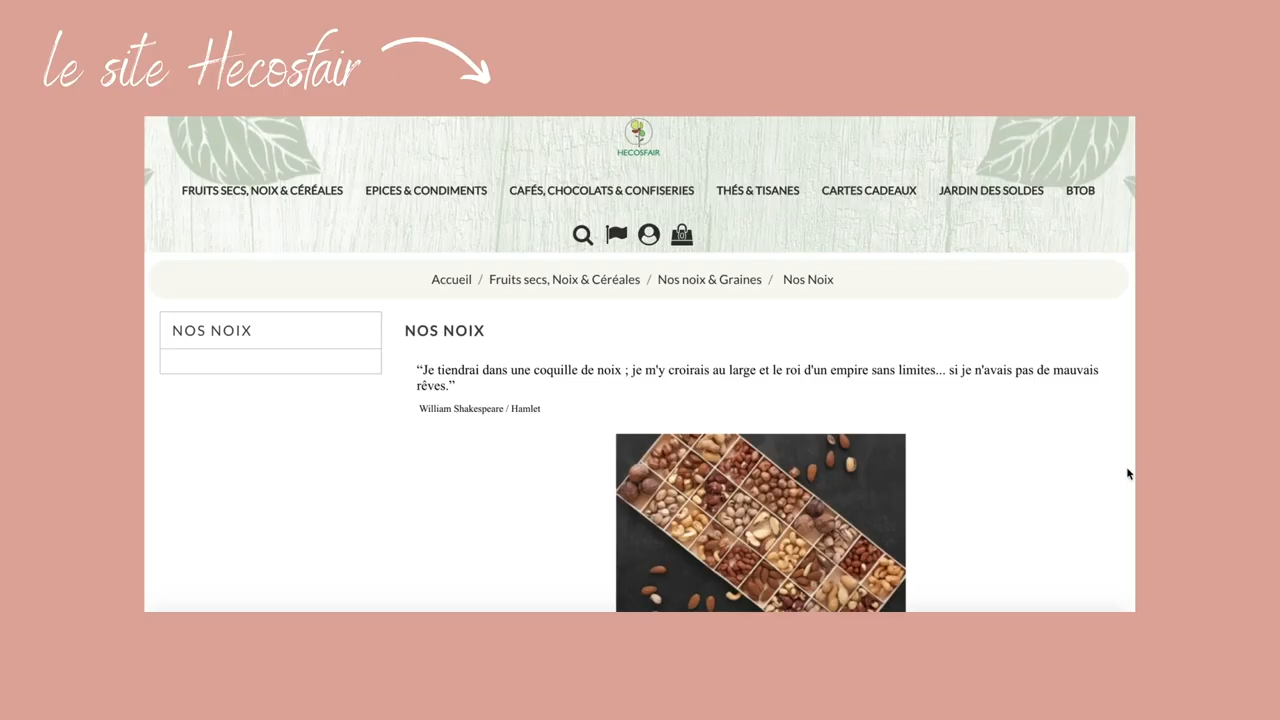 le site Hecosfair
HECOSFAIR
FRUITS SECS, NOIX & CÉRÉALES EPICES & CONDIMENTS CAFÉS, CHOCOLATS & CONFISERIES THÉS & TISANES CARTES CADEAUX JARDIN DES SOLDES BTOB
(0)
Accueil / Fruits secs, Noix & Céréales / Nos noix & Graines / Nos Noix
NOS NOIX
NOS NOIX
“Je tiendrai dans une coquille de noix ; je m'y croirais au large et le roi d'un empire sans limites... si je n'avais pas de mauvais
rêves.”
William Shakespeare / Hamlet